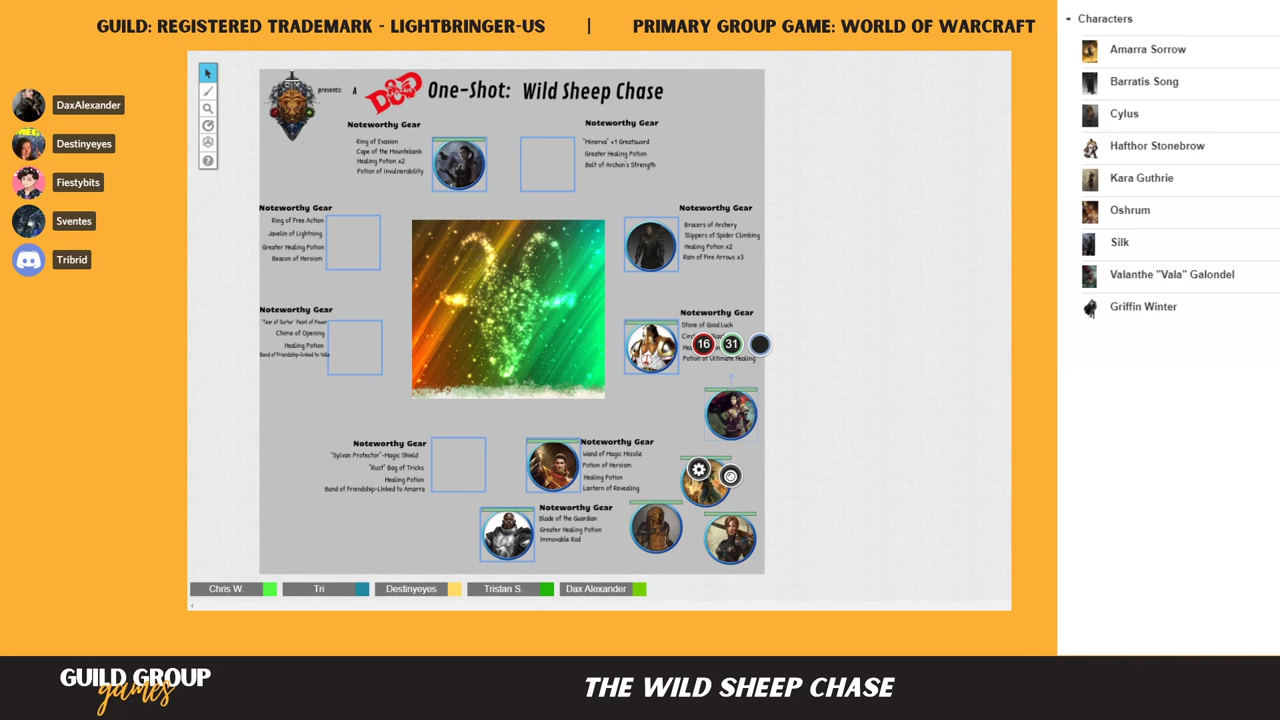 GUILD: REGISTERED TRADEMARK - LIGHTBRINGER-US | PRIMARY GROUP GAME: WORLD OF WARCRAFT
Characters
Amarra Sorrow
Barratis Song
Cylus
Hafthor Stonebrow
Kara Guthrie
Oshrum
Silk
Valanthe "Vala" Galondel
Griffin Winter
DaxAlexander
Destinyeyes
Fiestybits
Sventes
Tribrid
presents: A D&D One-Shot: Wild Sheep Chase
Noteworthy Gear
Ring of Evasion
Cape of the Mountebank
Healing Potion x2
Potion of Invulnerability
Noteworthy Gear
"Minerva" +1 Greatsword
Greater Healing Potion
Belt of Archon's Strength
Noteworthy Gear
Ring of Free Action
Javelin of Lightning
Greater Healing Potion
Beacon of Heroism
Noteworthy Gear
Bracers of Archery
Slippers of Spider Climbing
Healing Potion x2
Rain of Fire Arrows x3
Noteworthy Gear
"Tear of Surtur" Pearl of Power
Chime of Opening
Healing Potion
Band of Friendship-linked to Vala
Noteworthy Gear
Stone of Good Luck
Potion of Ultimate Healing
16 31
Noteworthy Gear
"Sylvan Protector"-Magic Shield
"Rust" Bag of Tricks
Healing Potion
Band of Friendship-Linked to Amarra
Noteworthy Gear
Wand of Magic Missile
Potion of Heroism
Healing Potion
Lantern of Revealing
Noteworthy Gear
Blade of the Guardian
Greater Healing Potion
Immovable Rod
Chris W. Tri Destinyeyes Tristan S. Dax Alexander
GUILD GROUP
games
THE WILD SHEEP CHASE